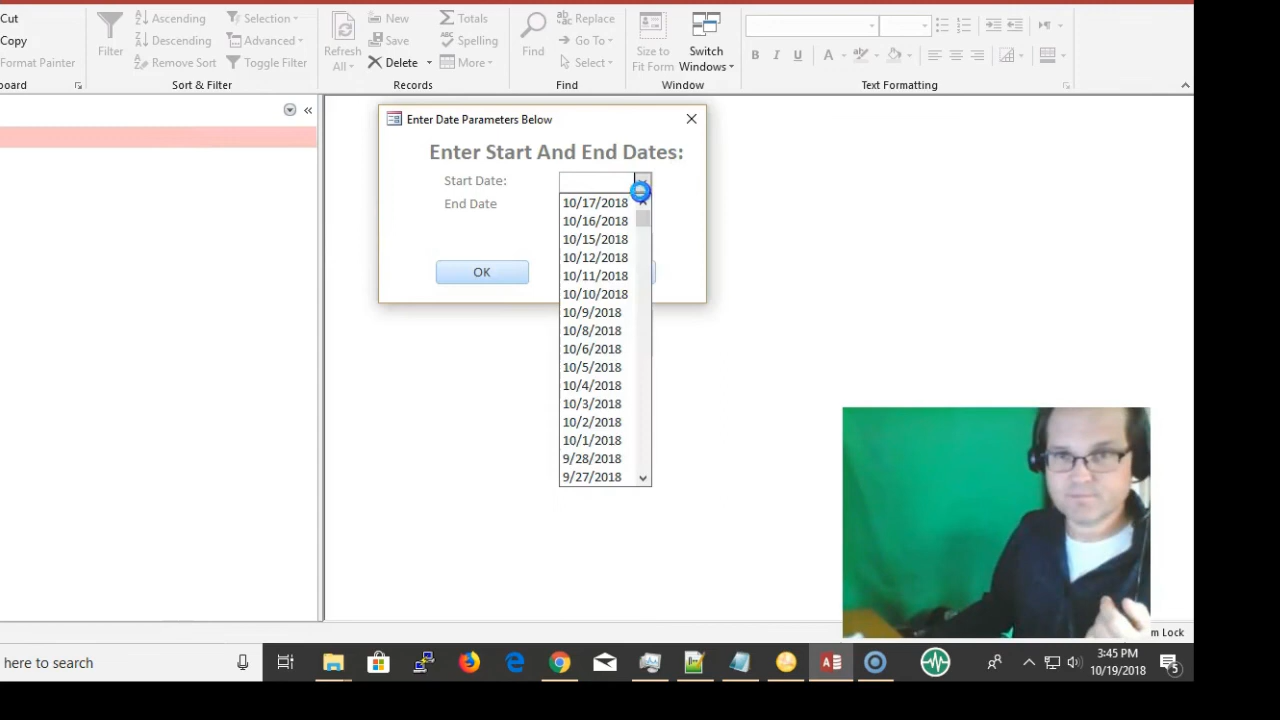 Cut
Ascending
Selection
New
Totals
Replace
Copy
Descending
Advanced
Save
Spelling
Go To
Format Painter
Filter
Remove Sort
Toggle Filter
Refresh
All
Delete
More
Find
Select
Size to
Fit Form
Switch
Windows
B I U A
oard
Sort & Filter
Records
Find
Window
Text Formatting
Enter Date Parameters Below
Enter Start And End Dates:
Start Date:
End Date
10/17/2018
10/16/2018
10/15/2018
10/12/2018
10/11/2018
10/10/2018
10/9/2018
10/8/2018
10/6/2018
10/5/2018
10/4/2018
10/3/2018
10/2/2018
10/1/2018
9/28/2018
9/27/2018
OK
m Lock
here to search
3:45 PM
10/19/2018
5